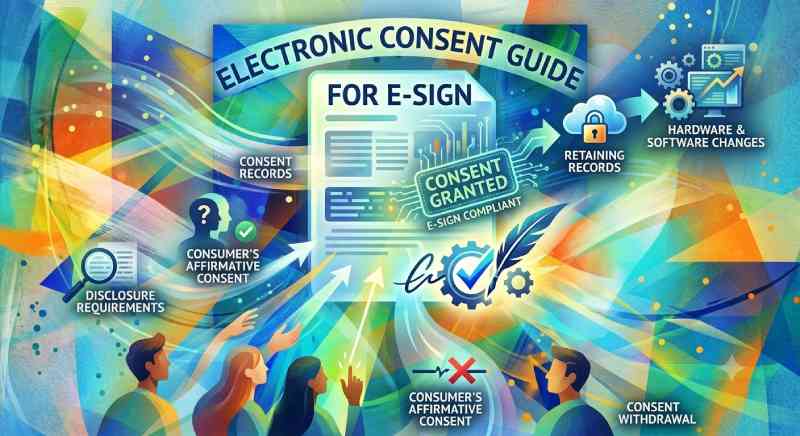 ELECTRONIC CONSENT GUIDE
FOR E-SIGN
CONSENT
RECORDS
CONSENT
GRANTED
E-SIGN COMPLIANT
RETAINING
RECORDS
HARDWARE &
SOFTWARE CHANGES
?
CONSUMER'S
AFFIRMATIVE
CONSENT
DISCLOSURE
REQUIREMENTS
CONSUMER'S
AFFIRMATIVE
CONSENT
CONSENT
WITHDRAWAL